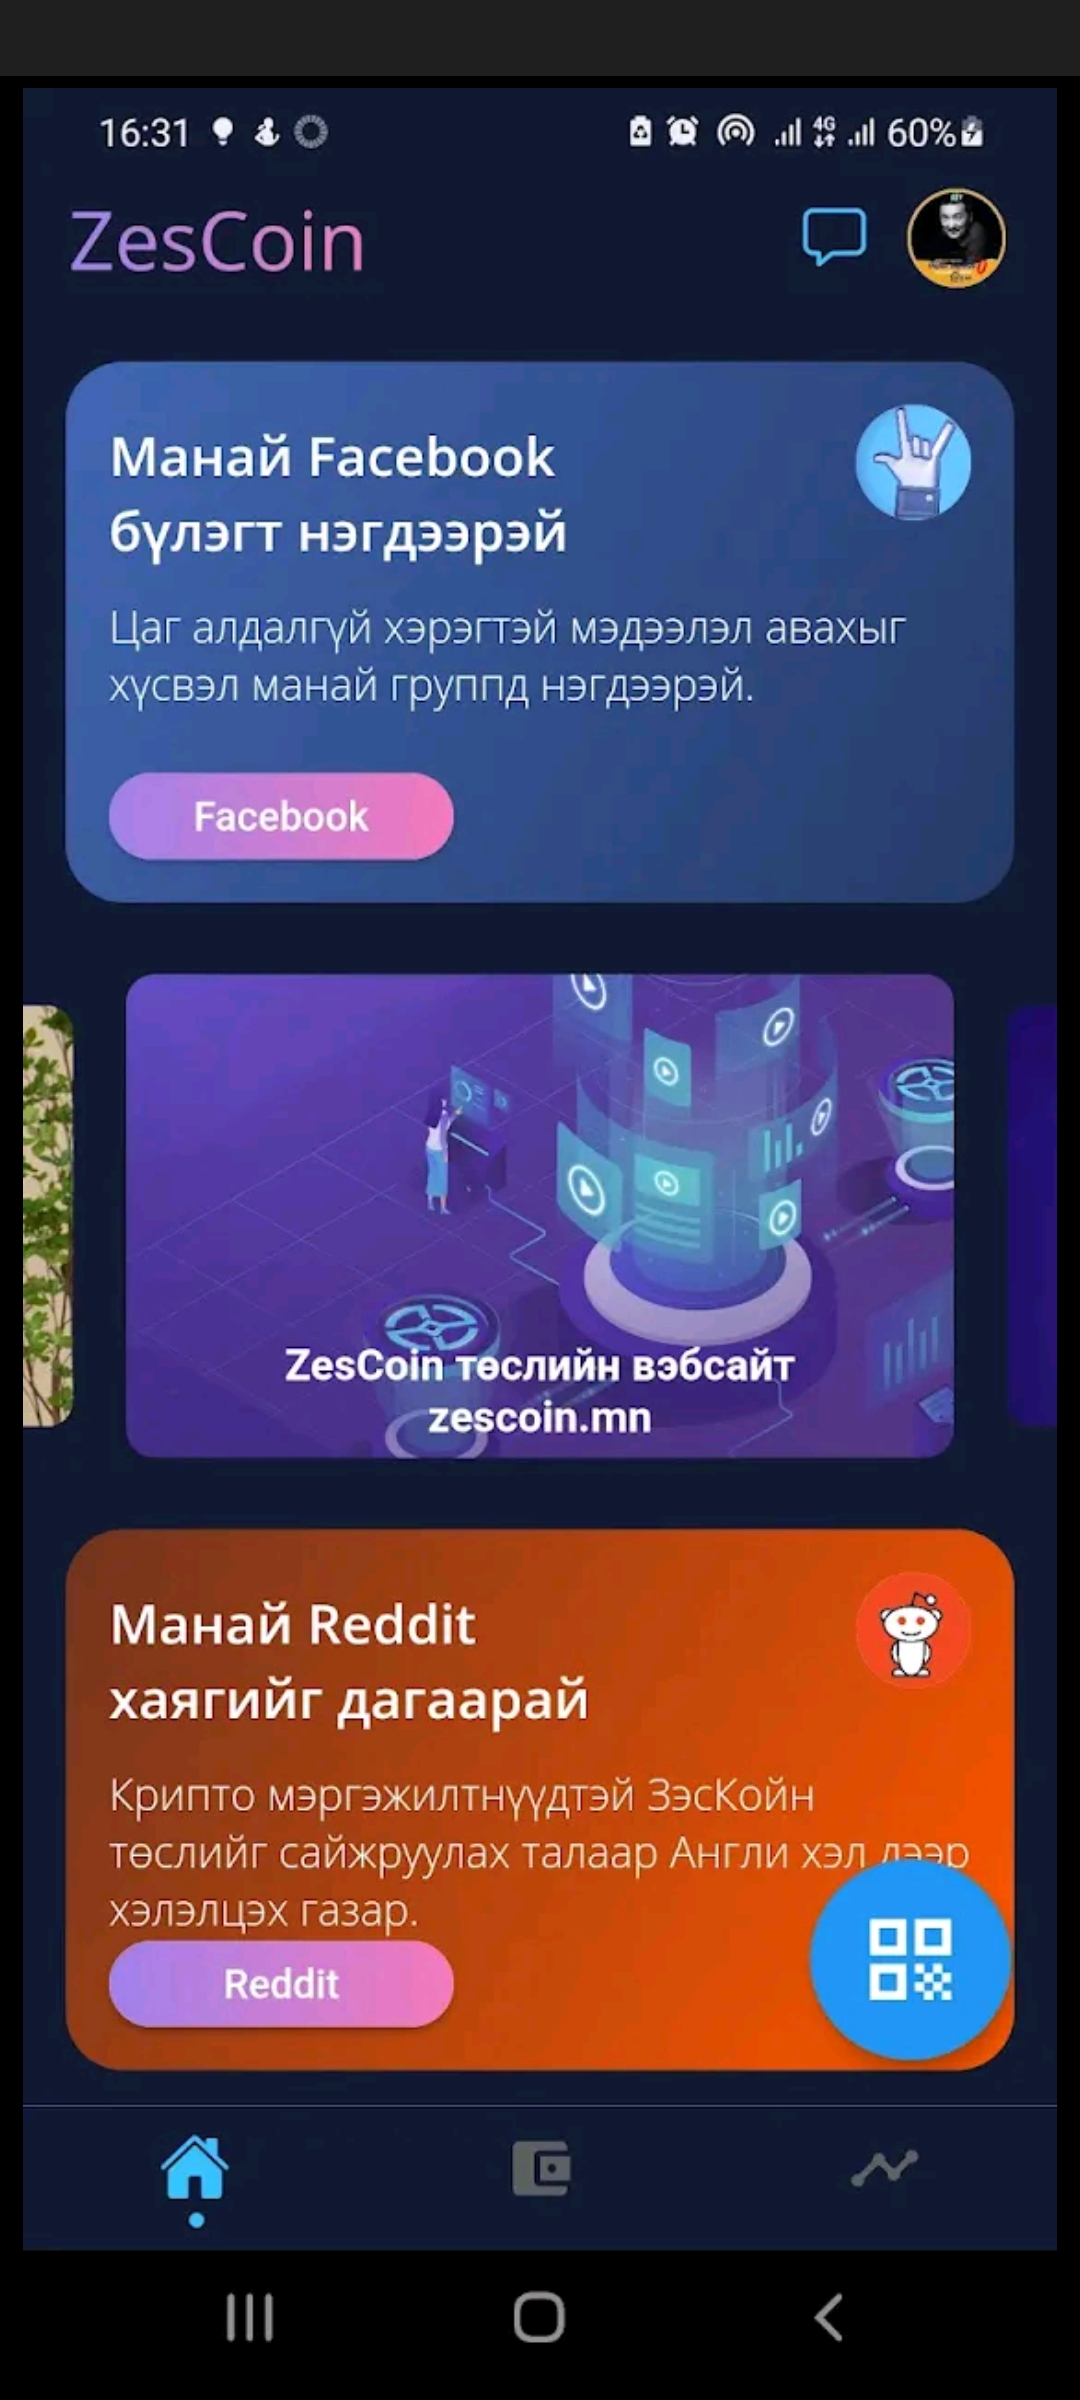 16:31
4G
60%
ZesCoin
Манай Facebook
бүлэгт нэгдээрэй
Цаг алдалгүй хэрэгтэй мэдээлэл авахыг
хүсвэл манай группд нэгдээрэй.
Facebook
ZesCoin төслийн вэбсайт
zescoin.mn
Манай Reddit
хаягийг дагаарай
Крипто мэргэжилтнүүдтэй ЗэсКойн
төслийг сайжруулах талаар Англи хэл дээр
хэлэлцэх газар.
Reddit